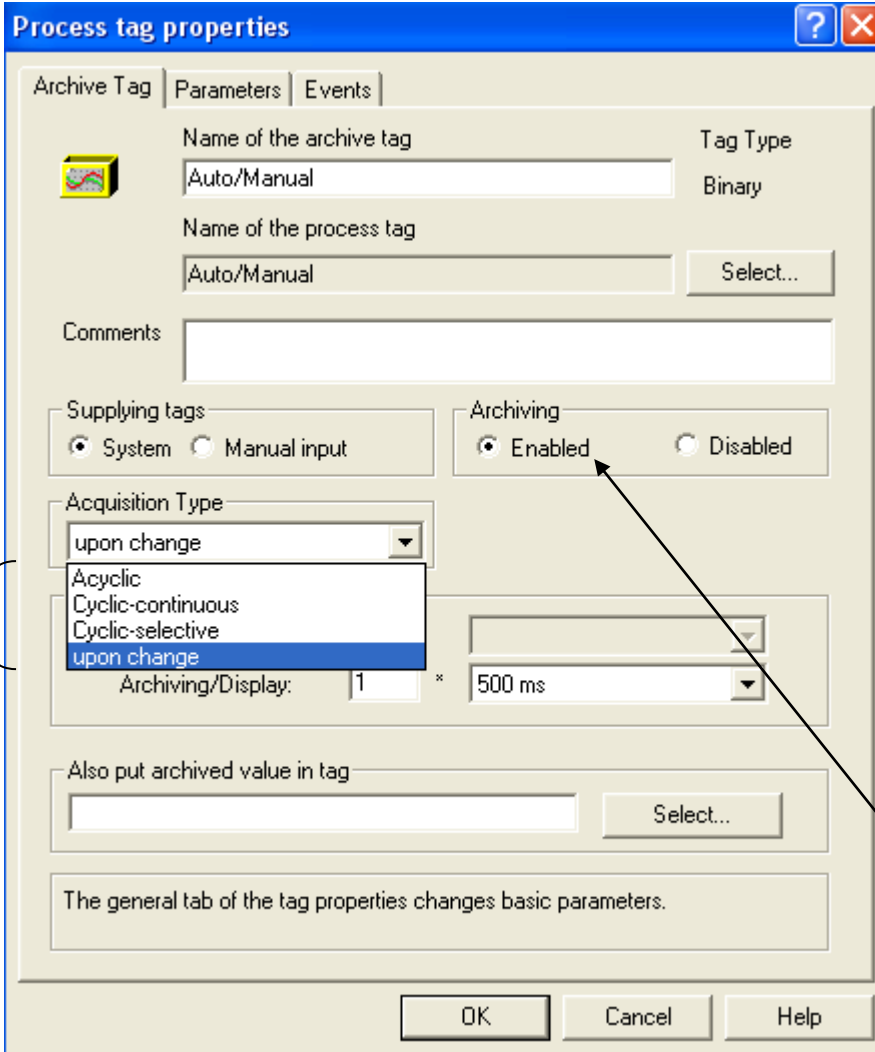 Process tag properties
Archive Tag Parameters Events
Name of the archive tag Tag Type
Auto/Manual Binary
Name of the process tag
Auto/Manual Select...
Comments
Supplying tags Archiving
System Manual input Enabled Disabled
Acquisition Type
upon change
Acyclic
Cyclic-continuous
Cyclic-selective
upon change
Archiving/Display: 1 * 500 ms
Also put archived value in tag
Select...
The general tab of the tag properties changes basic parameters.
OK Cancel Help